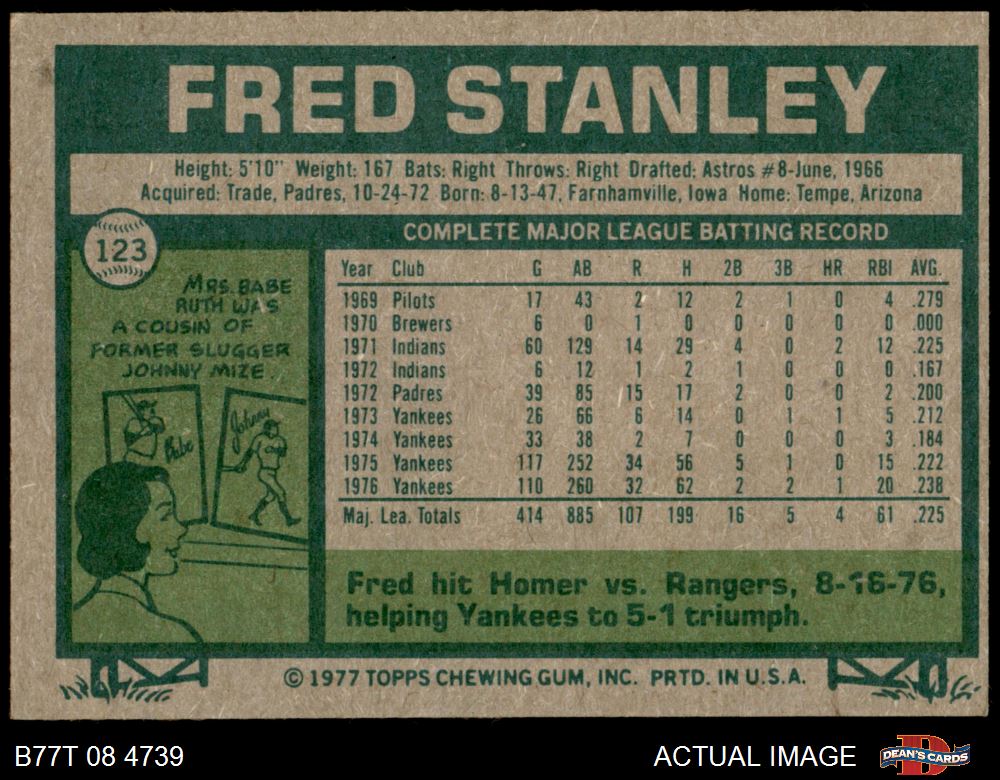 FRED STANLEY
Height: 5'10" Weight: 167 Bats: Right Throws: Right Drafted: Astros #8-June, 1966
Acquired: Trade, Padres, 10-24-72 Born: 8-13-47, Farnhamville, Iowa Home: Tempe, Arizona
123
MRS. BABE
RUTH WAS
A COUSIN OF
FORMER SLUGGER
JOHNNY MIZE
Babe
Johnny
COMPLETE MAJOR LEAGUE BATTING RECORD
Year Club G AB R H 2B 3B HR RBI AVG.
1969 Pilots 17 43 2 12 2 1 0 4 .279
1970 Brewers 6 0 1 0 0 0 0 0 .000
1971 Indians 60 129 14 29 4 0 2 12 .225
1972 Indians 6 12 1 2 1 0 0 0 .167
1972 Padres 39 85 15 17 2 0 0 2 .200
1973 Yankees 26 66 6 14 0 1 1 5 .212
1974 Yankees 33 38 2 7 0 0 0 3 .184
1975 Yankees 117 252 34 56 5 1 0 15 .222
1976 Yankees 110 260 32 62 2 2 1 20 .238
Maj. Lea. Totals 414 885 107 199 16 5 4 61 .225
Fred hit Homer vs. Rangers, 8-16-76,
helping Yankees to 5-1 triumph.
© 1977 TOPPS CHEWING GUM, INC. PRTD. IN U.S.A.
B77T 08 4739
ACTUAL IMAGE
D
DEAN'S CARDS